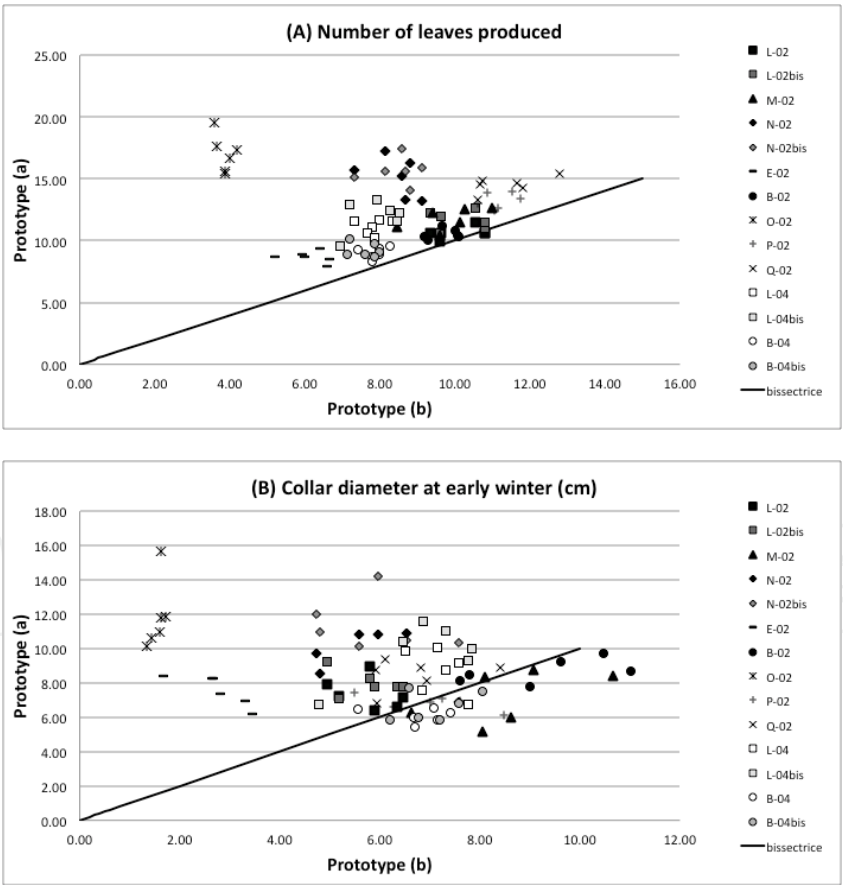 (A) Number of leaves produced
Prototype (a)
25.00
20.00
15.00
10.00
5.00
0.00
0.00 2.00 4.00 6.00 8.00 10.00 12.00 14.00 16.00
Prototype (b)
L-02
L-02bis
M-02
N-02
N-02bis
E-02
B-02
O-02
P-02
Q-02
L-04
L-04bis
B-04
B-04bis
bissectrice
(B) Collar diameter at early winter (cm)
Prototype (a)
18.00
16.00
14.00
12.00
10.00
8.00
6.00
4.00
2.00
0.00
0.00 2.00 4.00 6.00 8.00 10.00 12.00
Prototype (b)
L-02
L-02bis
M-02
N-02
N-02bis
E-02
B-02
O-02
P-02
Q-02
L-04
L-04bis
B-04
B-04bis
bissectrice